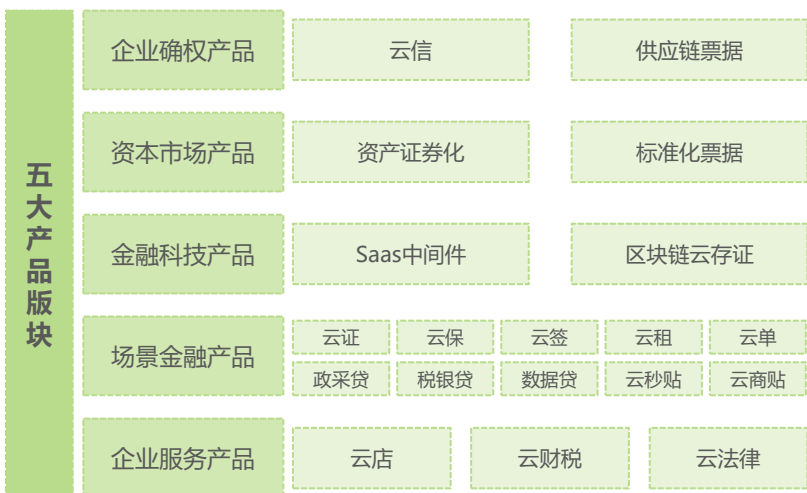 五大产品版块
企业确权产品 云信 供应链票据
资本市场产品 资产证券化 标准化票据
金融科技产品 Saas中间件 区块链云存证
场景金融产品
云证 云保 云签 云租 云单
政采贷 税银贷 数据贷 云秒贴 云商贴
企业服务产品 云店 云财税 云法律